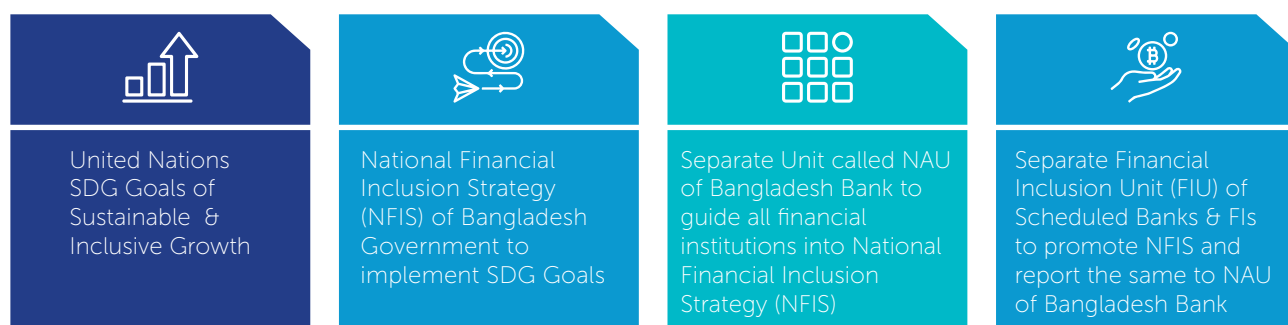 United Nations
SDG Goals of
Sustainable & 
Inclusive Growth
National Financial
Inclusion Strategy
(NFIS) of Bangladesh
Government to
implement SDG Goals
Separate Unit called NAU
of Bangladesh Bank to
guide all financial
institutions into National
Financial Inclusion
Strategy (NFIS)
Separate Financial
Inclusion Unit (FIU) of
Scheduled Banks & FIs
to promote NFIS and
report the same to NAU
of Bangladesh Bank